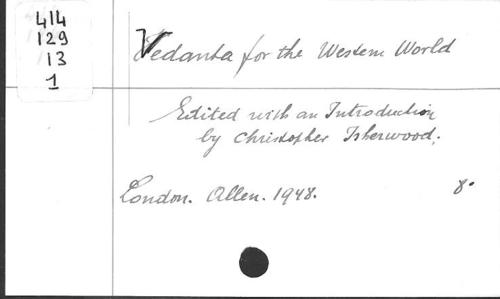 414
129
13
1
Vedanta for the Western World
Edited with an Introduction
by Christopher Isherwood.
London. Allen. 1948. 8°